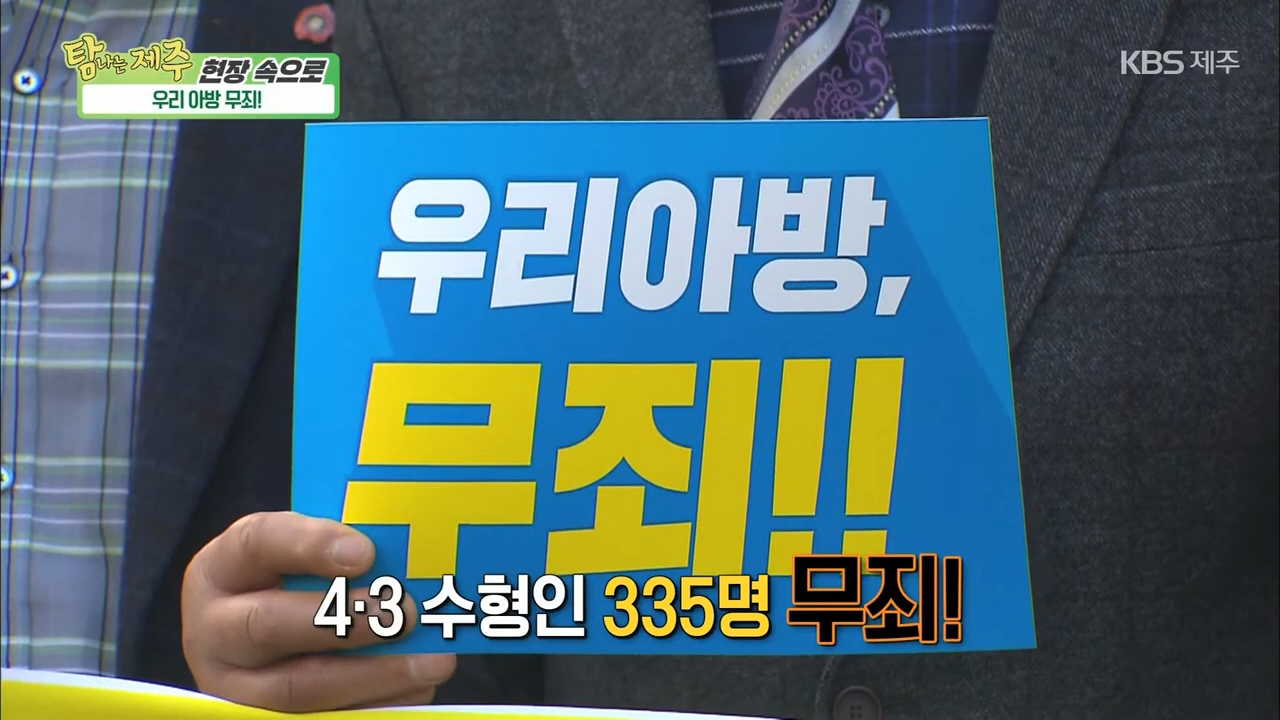 탐나는 제주 현장 속으로
우리 아방 무죄!
KBS 제주
우리아방,
무죄!!
4·3 수형인 335명 무죄!